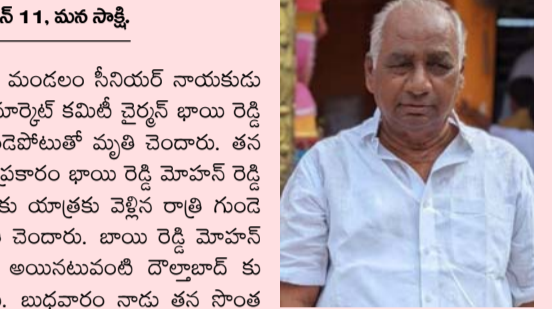 11, మన సాక్షి.
మండలం సీనియర్ నాయకుడు
మార్కెట్ కమిటీ చైర్మన్ భాయి రెడ్డి
మృతి చెందారు. తన
ప్రకారం భాయి రెడ్డి మోహన్ రెడ్డి
కు యాత్రకు వెళ్లిన రాత్రి గుండె
చెందారు. బాయి రెడ్డి మోహన్
అయినటువంటి దౌల్తాబాద్ కు
బుధవారం నాడు తన సొంత